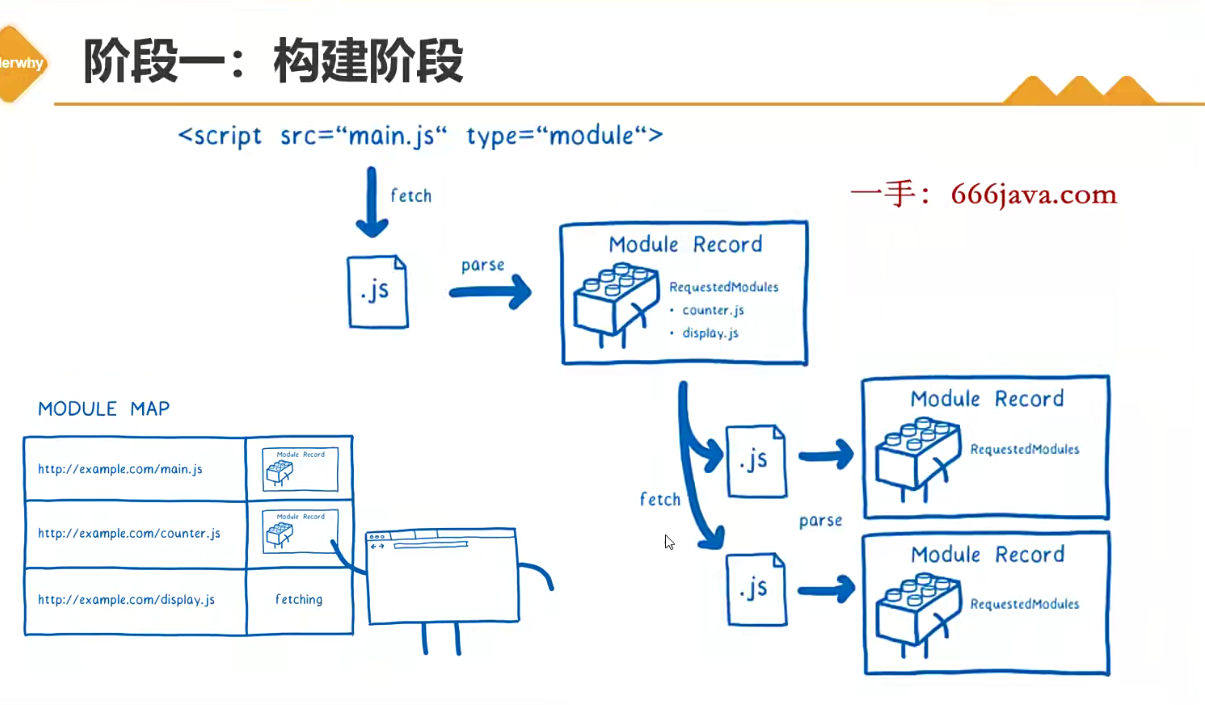 erwhy
阶段一：构建阶段
<script src="main.js" type="module">
fetch
一手：666java.com
.js
parse
Module Record
RequestedModules
• counter.js
• display.js
MODULE MAP
http://example.com/main.js
Module Record
http://example.com/counter.js
Module Record
http://example.com/display.js
fetching
fetch
.js
Module Record
RequestedModules
parse
.js
Module Record
RequestedModules